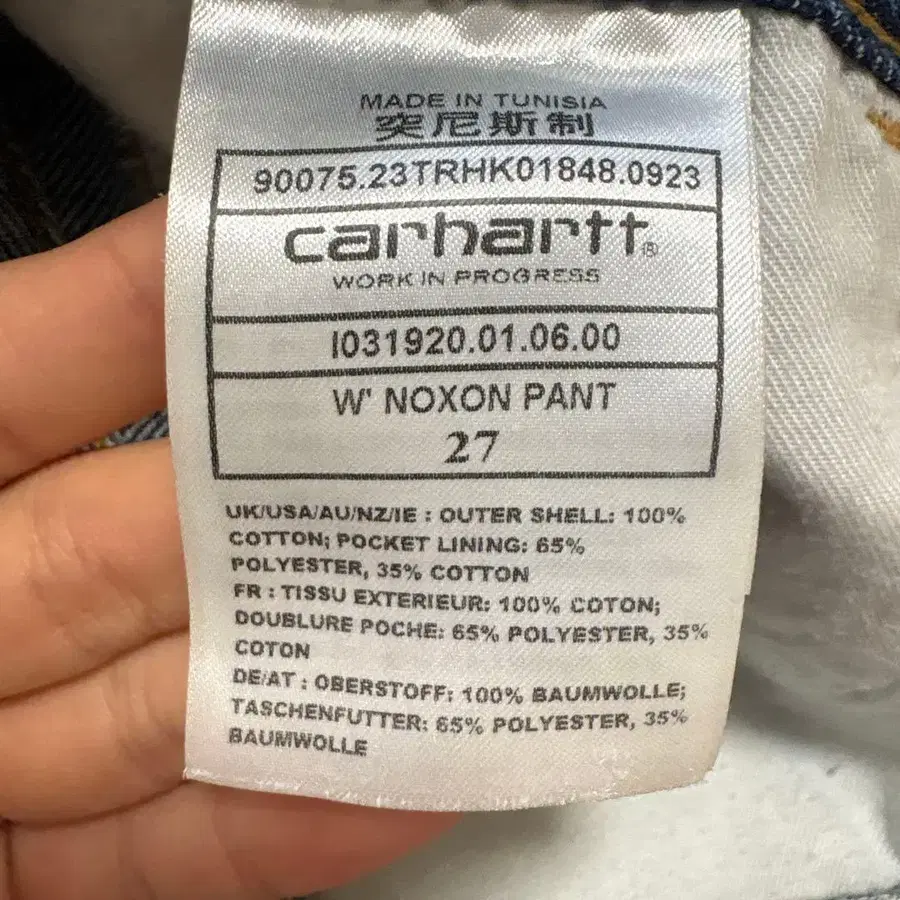 MADE IN TUNISIA
突尼斯制
90075.23TRHK01848.0923
carhartt®
WORK IN PROGRESS
I031920.01.06.00
W' NOXON PANT
27
UK/USA/AU/NZ/IE : OUTER SHELL: 100%
COTTON; POCKET LINING: 65%
POLYESTER, 35% COTTON
FR : TISSU EXTERIEUR: 100% COTON;
DOUBLURE POCHE: 65% POLYESTER, 35%
COTON
DE/AT : OBERSTOFF: 100% BAUMWOLLE;
TASCHENFUTTER: 65% POLYESTER, 35%
BAUMWOLLE